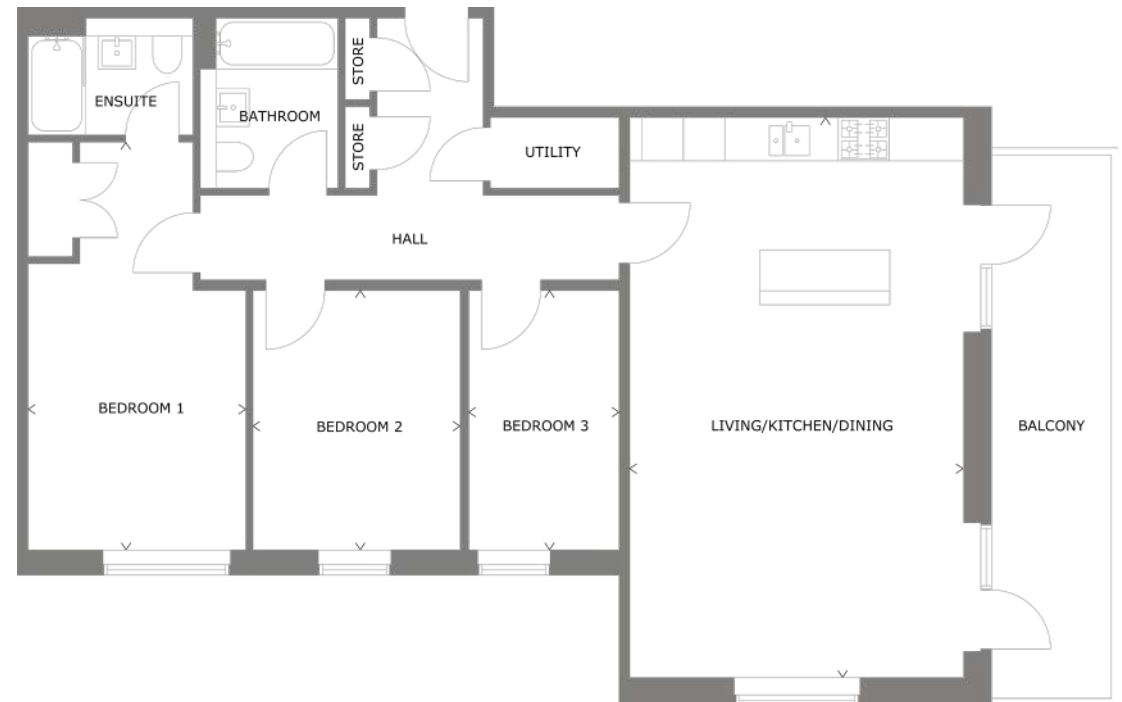 STORE
ENSUITE
BATHROOM
STORE
UTILITY
HALL
BEDROOM 1
BEDROOM 2
BEDROOM 3
LIVING/KITCHEN/DINING
BALCONY